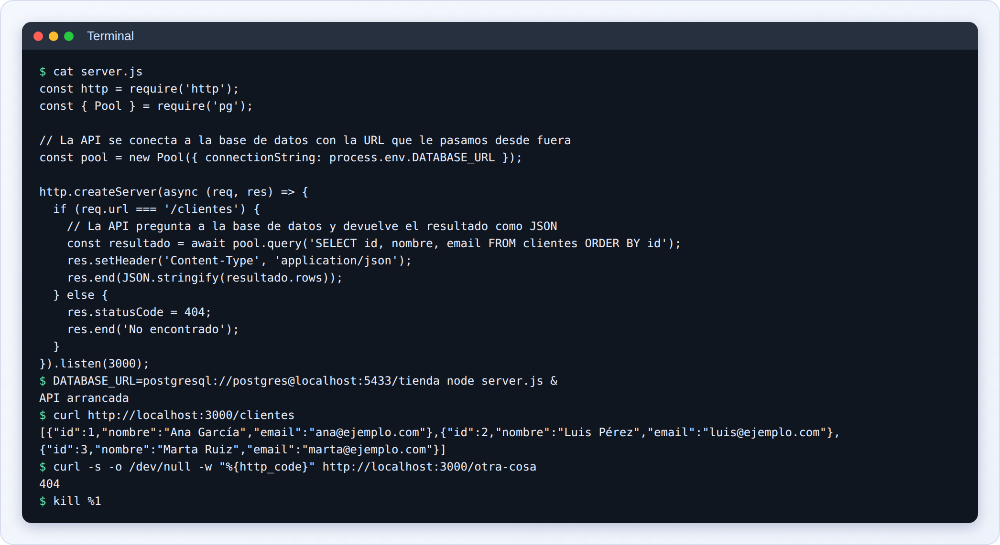 Terminal
$ cat server.js
const http = require('http');
const { Pool } = require('pg');

// La API se conecta a la base de datos con la URL que le pasamos desde fuera
const pool = new Pool({ connectionString: process.env.DATABASE_URL });

http.createServer(async (req, res) => {
  if (req.url === '/clientes') {
    // La API pregunta a la base de datos y devuelve el resultado como JSON
    const resultado = await pool.query('SELECT id, nombre, email FROM clientes ORDER BY id');
    res.setHeader('Content-Type', 'application/json');
    res.end(JSON.stringify(resultado.rows));
  } else {
    res.statusCode = 404;
    res.end('No encontrado');
  }
}).listen(3000);
$ DATABASE_URL=postgresql://postgres@localhost:5433/tienda node server.js &
API arrancada
$ curl http://localhost:3000/clientes
[{"id":1,"nombre":"Ana García","email":"ana@ejemplo.com"},{"id":2,"nombre":"Luis Pérez","email":"luis@ejemplo.com"},
{"id":3,"nombre":"Marta Ruiz","email":"marta@ejemplo.com"}]
$ curl -s -o /dev/null -w "%{http_code}" http://localhost:3000/otra-cosa
404
$ kill %1